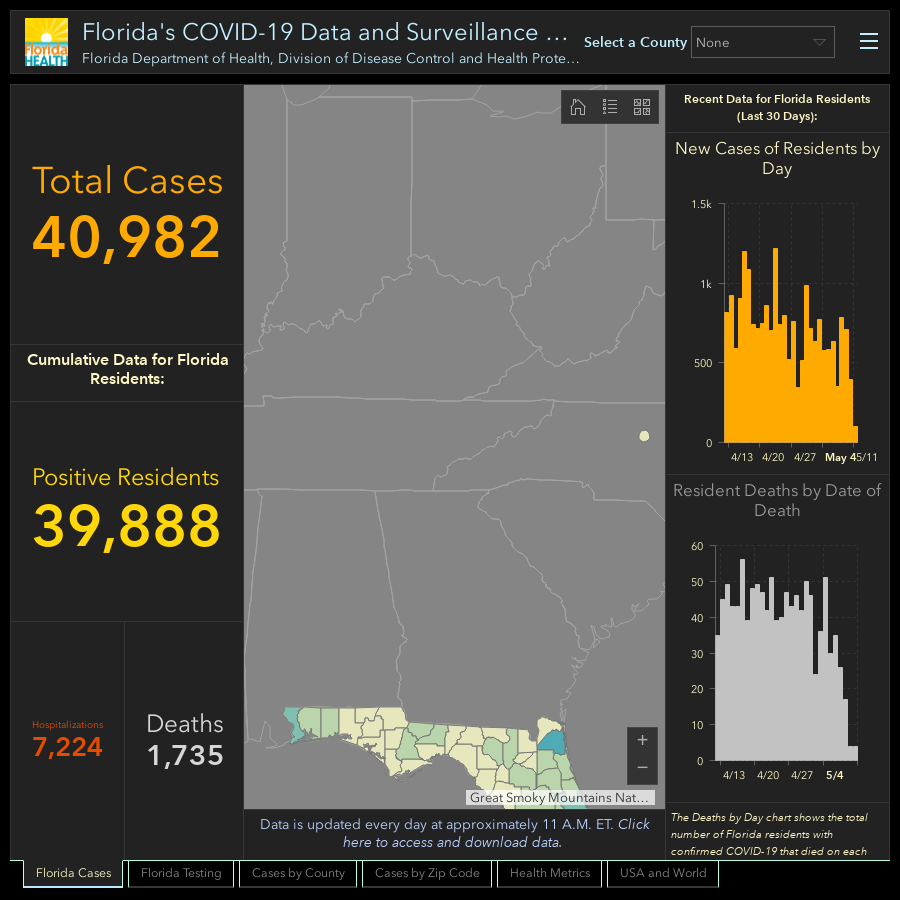 Florida
HEALTH
Florida's COVID-19 Data and Surveillance …
Florida Department of Health, Division of Disease Control and Health Prote…
Select a County
None
Total Cases
40,982
Cumulative Data for Florida
Residents:
Positive Residents
39,888
Hospitalizations
7,224
Deaths
1,735
Great Smoky Mountains Nat…
Data is updated every day at approximately 11 A.M. ET. Click
here to access and download data.
Recent Data for Florida Residents
(Last 30 Days):
New Cases of Residents by
Day
1.5k
1k
500
0
4/13 4/20 4/27 May 4 5/11
Resident Deaths by Date of
Death
60
50
40
30
20
10
0
4/13 4/20 4/27 5/4
The Deaths by Day chart shows the total
number of Florida residents with
confirmed COVID-19 that died on each
Florida Cases
Florida Testing
Cases by County
Cases by Zip Code
Health Metrics
USA and World